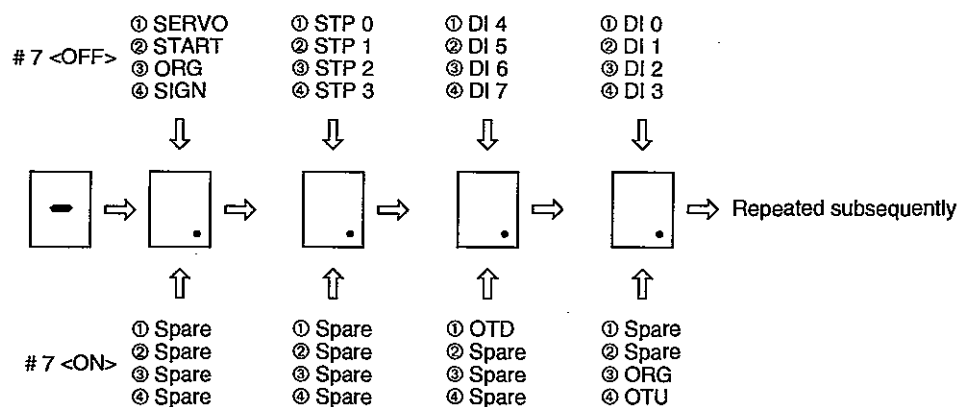 # 7 <OFF>
① SERVO
② START
③ ORG
④ SIGN
① STP 0
② STP 1
③ STP 2
④ STP 3
① DI 4
② DI 5
③ DI 6
④ DI 7
① DI 0
② DI 1
③ DI 2
④ DI 3
Repeated subsequently
# 7 <ON>
① Spare
② Spare
③ Spare
④ Spare
① Spare
② Spare
③ Spare
④ Spare
① OTD
② Spare
③ Spare
④ Spare
① Spare
② Spare
③ ORG
④ OTU